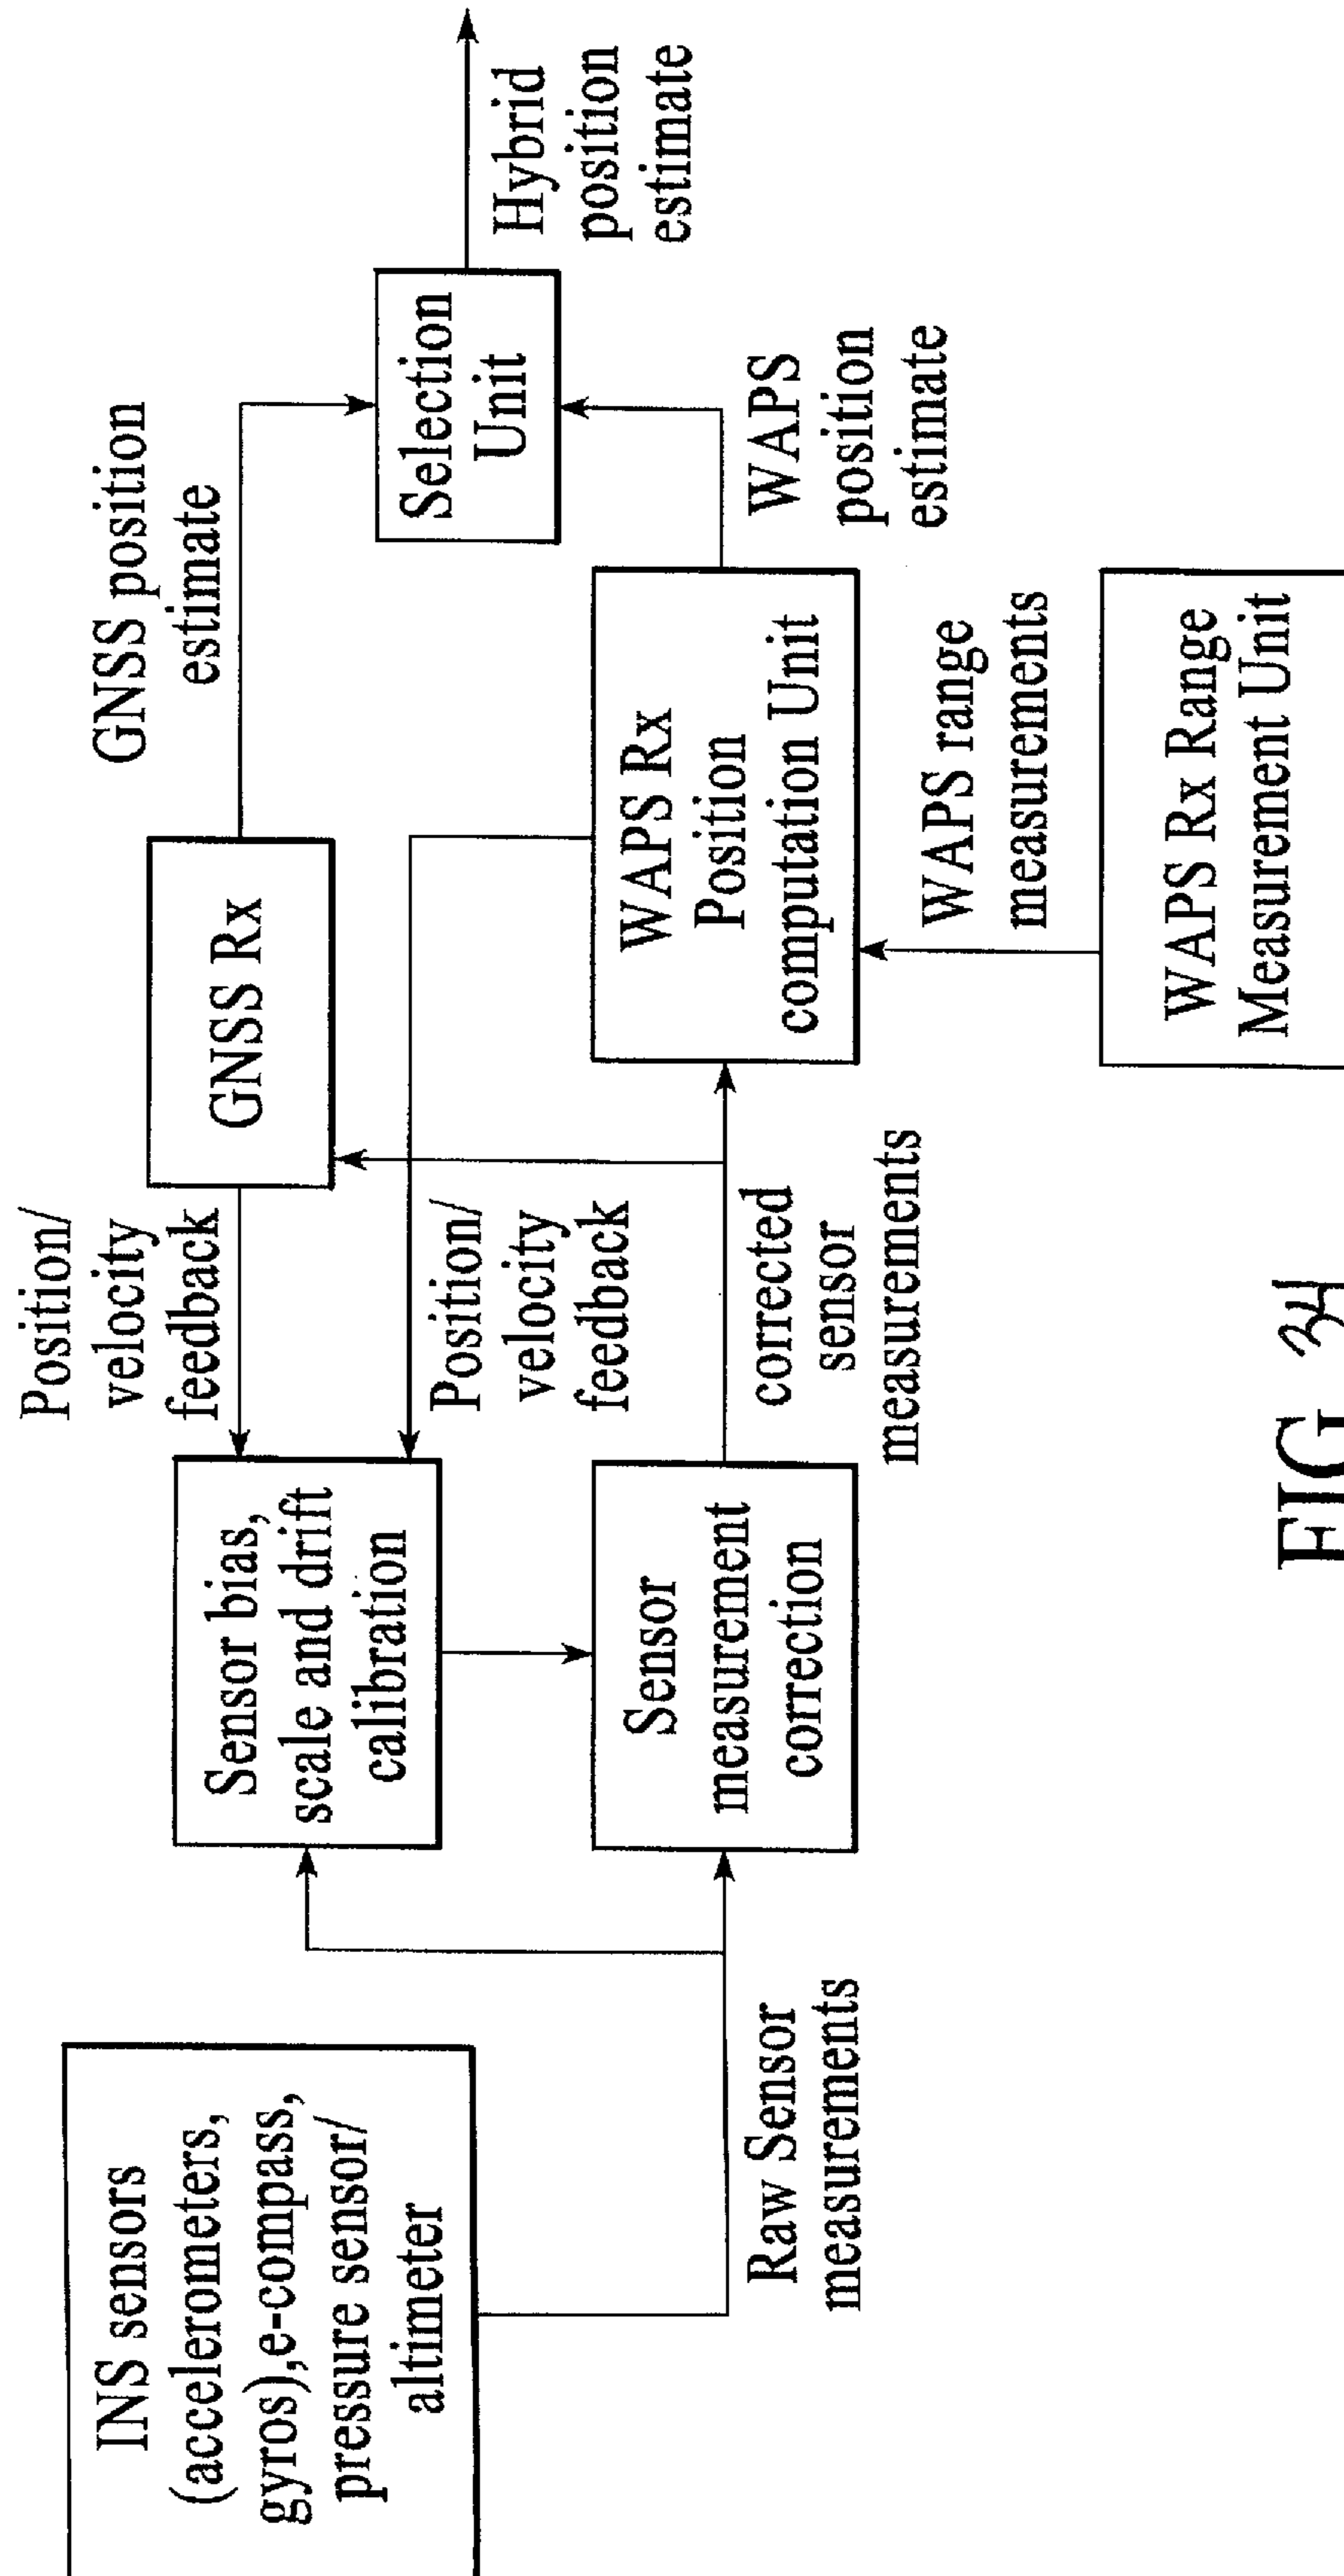 INS sensors
(accelerometers,
gyros),e-compass,
pressure sensor/
altimeter
Raw Sensor
measurements
Sensor bias,
scale and drift
calibration
Sensor
measurement
correction
Position/
velocity
feedback
Position/
velocity
feedback
corrected
sensor
measurements
GNSS Rx
WAPS Rx
Position
computation Unit
WAPS range
measurements
WAPS Rx Range
Measurement Unit
GNSS position
estimate
Selection
Unit
WAPS
position
estimate
Hybrid
position
estimate
FIG 34